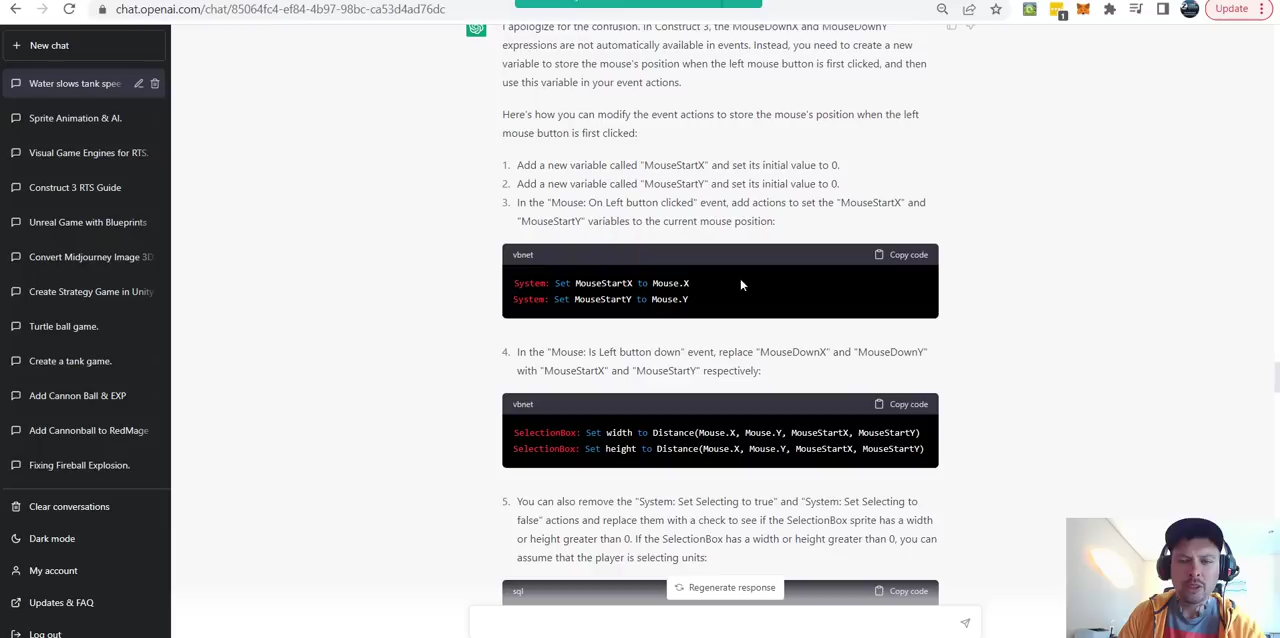 chat.openai.com/chat/85064fc4-ef84-4b97-98bc-ca53d4ad76dc
Update
1
New chat
Water slows tank spee
Sprite Animation & AI.
Visual Game Engines for RTS.
Construct 3 RTS Guide
Unreal Game with Blueprints
Convert Midjourney Image 3D
Create Strategy Game in Unity
Turtle ball game.
Create a tank game.
Add Cannon Ball & EXP
Add Cannonball to RedMage
Fixing Fireball Explosion.
Clear conversations
Dark mode
My account
Updates & FAQ
Log out
I apologize for the confusion. In Construct 3, the MouseDownX and MouseDownY
expressions are not automatically available in events. Instead, you need to create a new
variable to store the mouse's position when the left mouse button is first clicked, and then
use this variable in your event actions.
Here's how you can modify the event actions to store the mouse's position when the left
mouse button is first clicked:
1. Add a new variable called "MouseStartX" and set its initial value to 0.
2. Add a new variable called "MouseStartY" and set its initial value to 0.
3. In the "Mouse: On Left button clicked" event, add actions to set the "MouseStartX" and
"MouseStartY" variables to the current mouse position:
vbnet Copy code
System: Set MouseStartX to Mouse.X
System: Set MouseStartY to Mouse.Y
4. In the "Mouse: Is Left button down" event, replace "MouseDownX" and "MouseDownY"
with "MouseStartX" and "MouseStartY" respectively:
vbnet Copy code
SelectionBox: Set width to Distance(Mouse.X, Mouse.Y, MouseStartX, MouseStartY)
SelectionBox: Set height to Distance(Mouse.X, Mouse.Y, MouseStartX, MouseStartY)
5. You can also remove the "System: Set Selecting to true" and "System: Set Selecting to
false" actions and replace them with a check to see if the SelectionBox sprite has a width
or height greater than 0. If the SelectionBox has a width or height greater than 0, you can
assume that the player is selecting units:
Regenerate response
sql Copy code